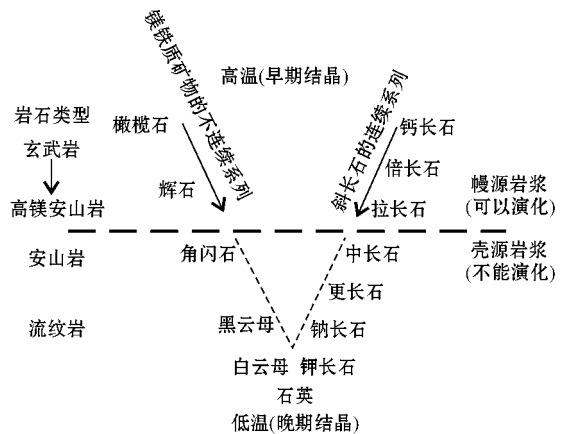 高温(早期结晶)
镁铁质矿物的不连续系列
斜长石的连续系列
岩石类型
玄武岩
高镁安山岩
安山岩
流纹岩
橄榄石
辉石
角闪石
黑云母
钙长石
倍长石
拉长石
中长石
更长石
钠长石
幔源岩浆
(可以演化)
壳源岩浆
(不能演化)
白云母 钾长石
石英
低温(晚期结晶)